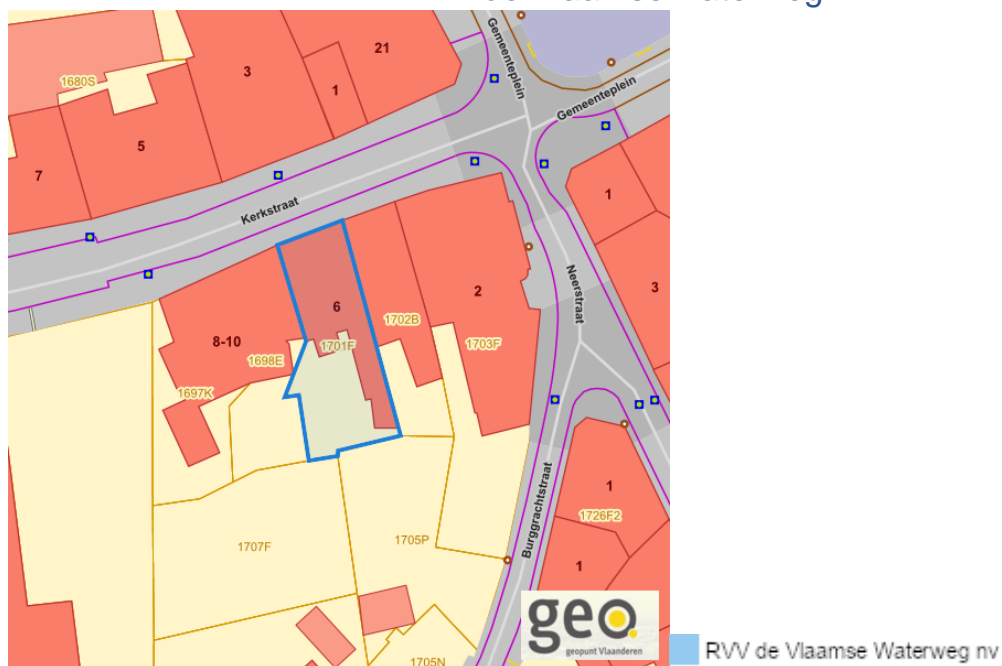 Gemeenteplein
21
3
1680S
1
Gemeenteplein
5
7
1
Kerkstraat
Neerstraat
3
2
6
1702B
8-10
1701F
1703F
1698E
1697K
Burggrachtstraat
1
1726F2
1707F
1705P
1
geo
geopunt Vlaanderen
RVV de Vlaamse Waterweg nv
1705N